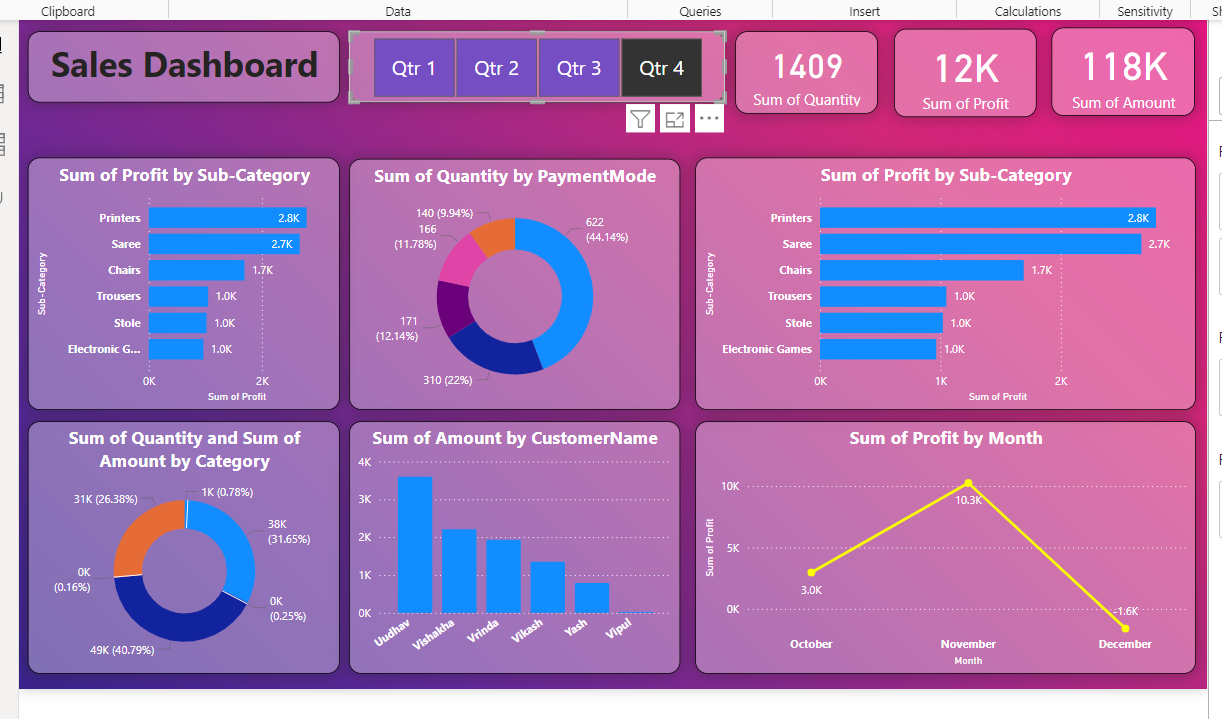 Clipboard
Data
Queries
Insert
Calculations
Sensitivity
Sales Dashboard
Qtr 1
Qtr 2
Qtr 3
Qtr 4
1409
Sum of Quantity
12K
Sum of Profit
118K
Sum of Amount
Sum of Profit by Sub-Category
Sub-Category
Printers
2.8K
Saree
2.7K
Chairs
1.7K
Trousers
1.0K
Stole
1.0K
Electronic G...
1.0K
0K
2K
Sum of Profit
Sum of Quantity by PaymentMode
140 (9.94%)
166
(11.78%)
171
(12.14%)
310 (22%)
622
(44.14%)
Sum of Profit by Sub-Category
Sub-Category
Printers
2.8K
Saree
2.7K
Chairs
1.7K
Trousers
1.0K
Stole
1.0K
Electronic Games
1.0K
0K
1K
2K
Sum of Profit
Sum of Quantity and Sum of
Amount by Category
1K (0.78%)
31K (26.38%)
38K
(31.65%)
0K
(0.16%)
0K
(0.25%)
49K (40.79%)
Sum of Amount by CustomerName
4K
3K
2K
1K
0K
Uudhav
Vishakha
Vrinda
Vikash
Yash
Vipul
Sum of Profit by Month
Sum of Profit
10K
5K
0K
3.0K
10.3K
-1.6K
October
November
December
Month